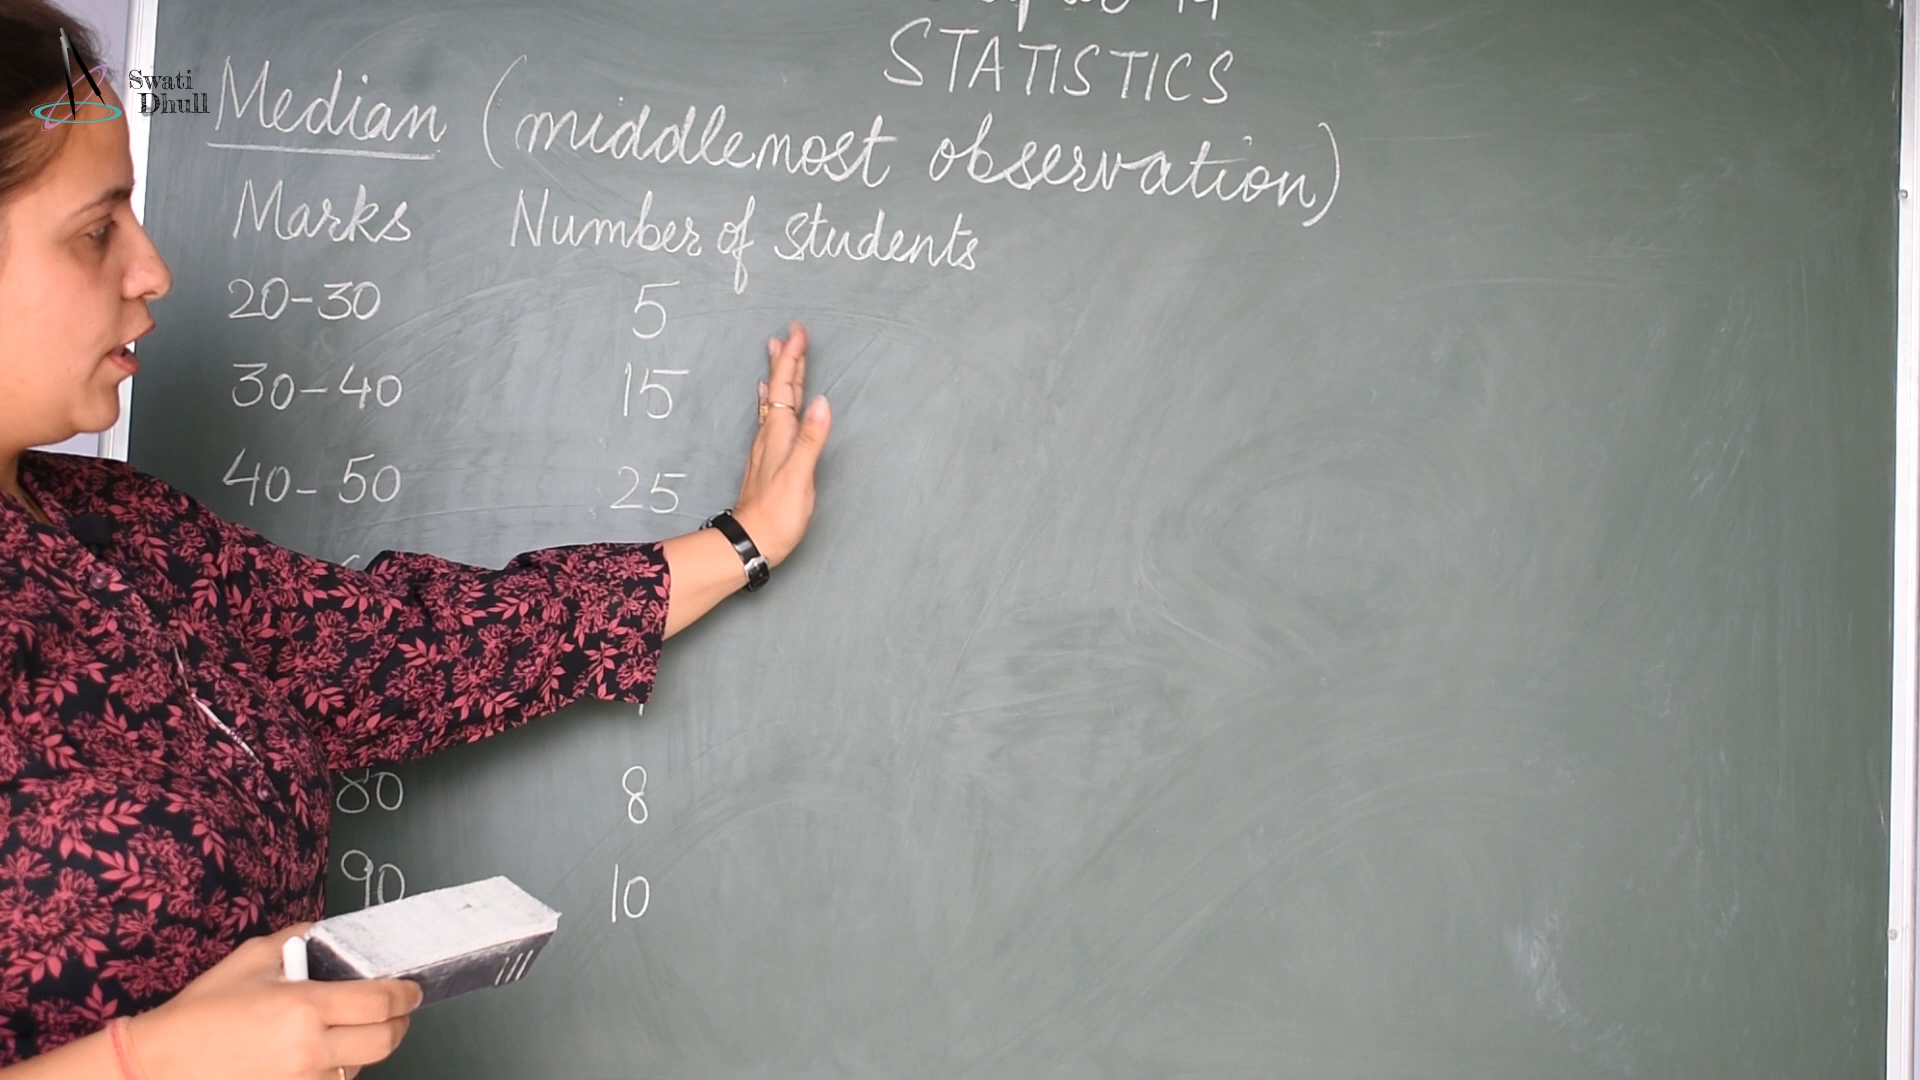 Swati
Dhull
STATISTICS
Median (middlemost observation)
Marks Number of students
20-30 5
30-40 15
40-50 25
80 8
90 10